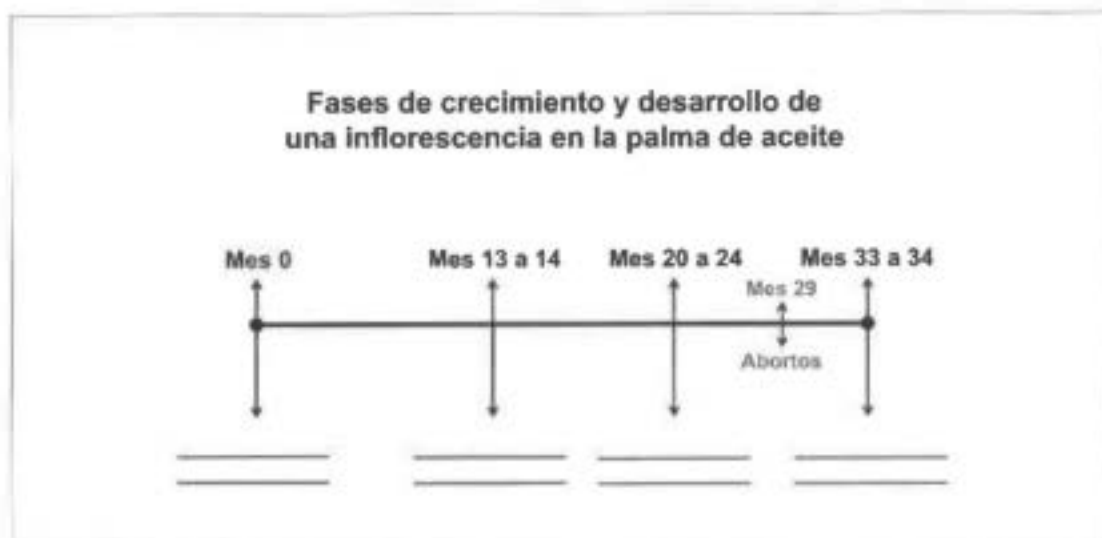 Fases de crecimiento y desarrollo de
una inflorescencia en la palma de aceite
Mes 0
Mes 13 a 14
Mes 20 a 24
Mes 33 a 34
Mes 29
Abortos